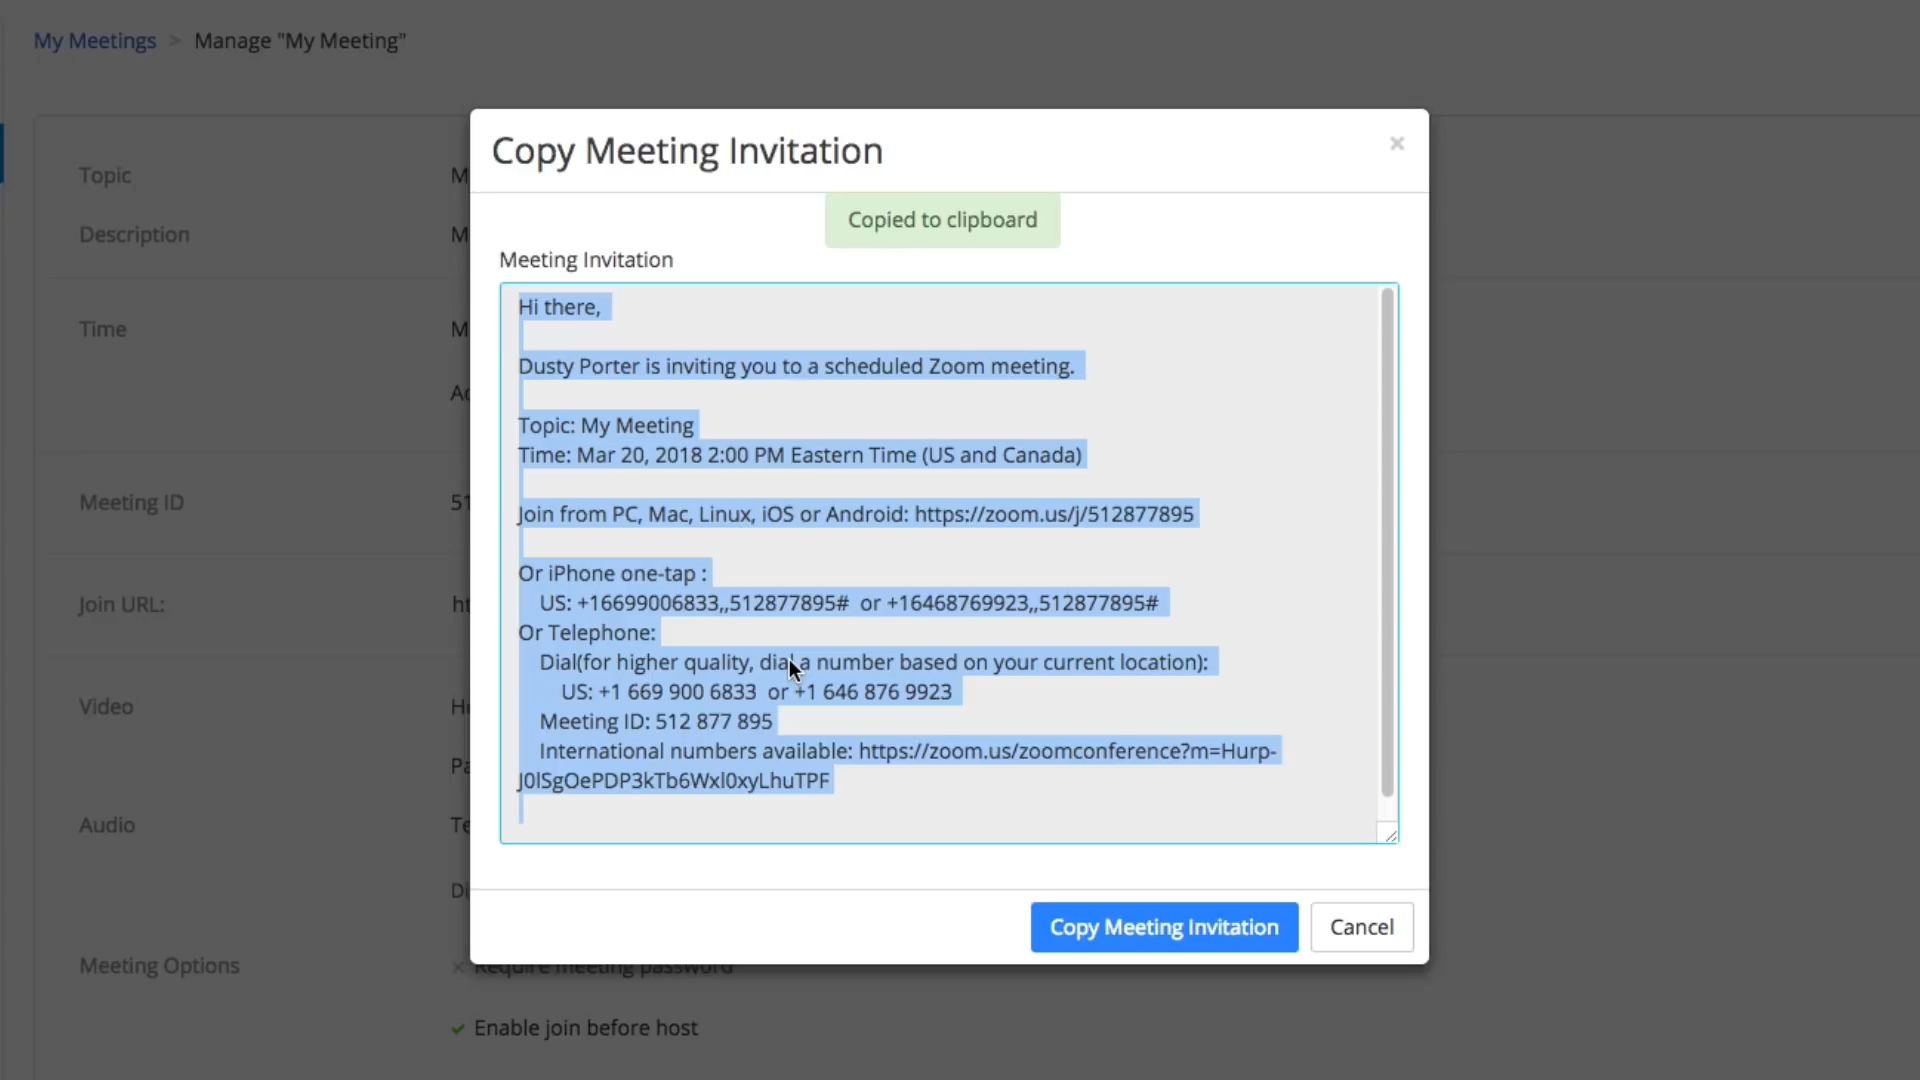 My Meetings > Manage "My Meeting"
Copy Meeting Invitation ×
Copied to clipboard
Meeting Invitation
Hi there,
Dusty Porter is inviting you to a scheduled Zoom meeting.
Topic: My Meeting
Time: Mar 20, 2018 2:00 PM Eastern Time (US and Canada)
Join from PC, Mac, Linux, iOS or Android: https://zoom.us/j/512877895
Or iPhone one-tap :
US: +16699006833,,512877895# or +16468769923,,512877895#
Or Telephone:
Dial(for higher quality, dial a number based on your current location):
US: +1 669 900 6833 or +1 646 876 9923
Meeting ID: 512 877 895
International numbers available: https://zoom.us/zoomconference?m=Hurp-
J0lSgOePDP3kTb6Wxl0xyLhuTPF
Copy Meeting Invitation
Cancel
Topic
Description
Time
Meeting ID
Join URL:
Video
Audio
Meeting Options
Require meeting password
Enable join before host